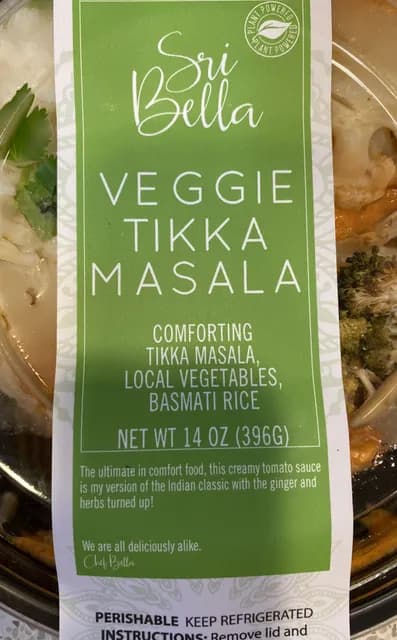 PLANT POWERED
PLANT POWERED
Sri
Bella
VEGGIE
TIKKA
MASALA
COMFORTING
TIKKA MASALA,
LOCAL VEGETABLES,
BASMATI RICE
NET WT 14 OZ (396G)
The ultimate in comfort food, this creamy tomato sauce
is my version of the Indian classic with the ginger and
herbs turned up!
We are all deliciously alike.
Chef Bella
PERISHABLE KEEP REFRIGERATED
INSTRUCTIONS: Remove lid and